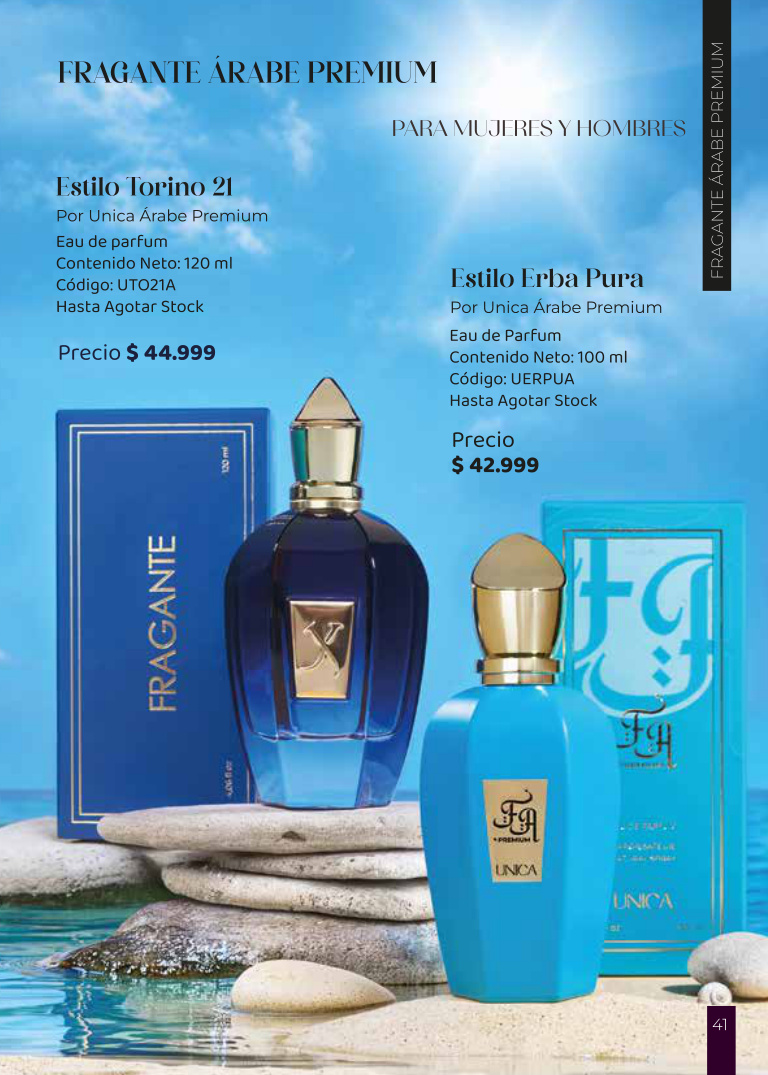 FRAGANTE ÁRABE PREMIUM
PARA MUJERES Y HOMBRES
FRAGANTE ÁRABE PREMIUM
Estilo Torino 21
Por Unica Árabe Premium
Eau de parfum
Contenido Neto: 120 ml
Código: UTO21A
Hasta Agotar Stock
Precio $ 44.999
Estilo Erba Pura
Por Unica Árabe Premium
Eau de Parfum
Contenido Neto: 100 ml
Código: UERPUA
Hasta Agotar Stock
Precio
$ 42.999
120 ml
FRAGANTE
X
FA
FA
FA
PREMIUM
UNICA
UNICA
41